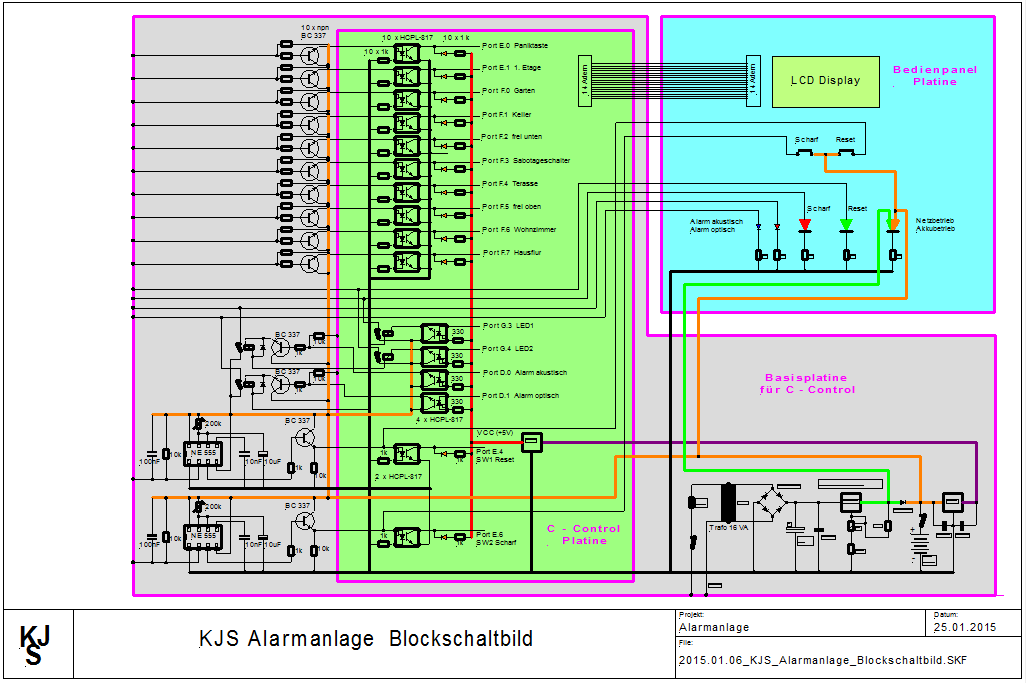 10 x npn
BC 337
10 x HCPL-817
10 x 1k
10 x 1k
Port E.0 Paniktaste
Port E.1 1. Etage
Port F.0 Garten
Port F.1 Keller
Port F.2 frei unten
Port F.3 Sabotageschalter
Port F.4 Terasse
Port F.5 frei oben
Port F.6 Wohnzimmer
Port F.7 Hausflur
14 Adern
14 Adern
LCD Display
Bedienpanel
Platine
Scharf
Reset
Scharf
Reset
Alarm akustisch
Alarm optisch
Netzbetrieb
Akkubetrieb
BC 337
10k
1k
BC 337
10k
1k
330
Port G.3 LED1
330
Port G.4 LED2
330
Port D.0 Alarm akustisch
330
Port D.1 Alarm optisch
4 x HCPL-817
Basisplatine
für C - Control
200k
BC 337
100nF
10k
NE 555
10nF
10uF
1k
10k
VCC (+5V)
1k
1k
Port E.4
SW1 Reset
2 x HCPL-817
200k
BC 337
100nF
10k
NE 555
10nF
10uF
1k
10k
1k
1k
Port E.6
SW2 Scharf
C - Control
Platine
Trafo 16 VA
KJS
KJS Alarmanlage Blockschaltbild
Projekt:
Alarmanlage
Datum:
25.01.2015
File:
2015.01.06_KJS_Alarmanlage_Blockschaltbild.SKF